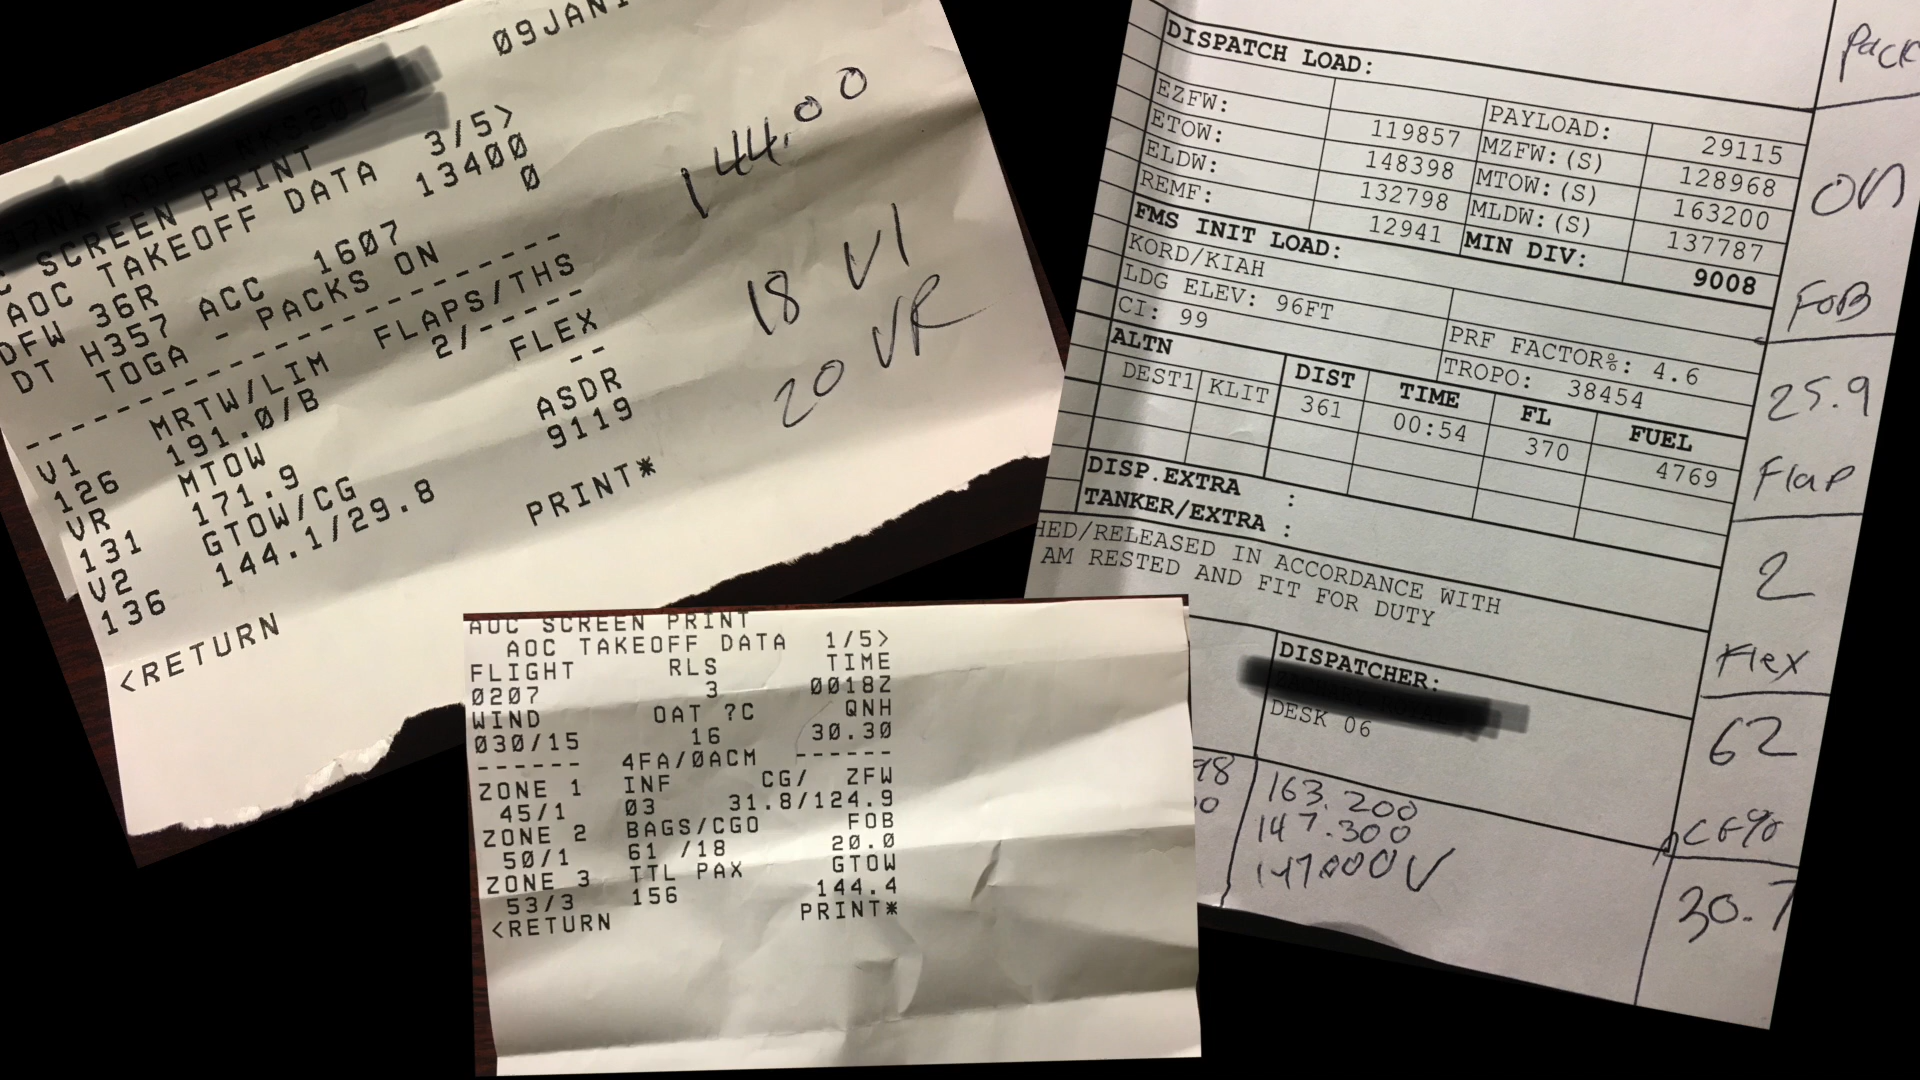 09JAN
SCREEN PRINT
AOC TAKEOFF DATA 3/5>
DFW 36R 13400
DT H357 ACC 1607 0
TOGA - PACKS ON
--------------------------
MRTW/LIM FLAPS/THS
V1 191.0/B 2/-----
126 MTOW FLEX
VR 171.9 --
131 GTOW/CG ASDR
V2 144.1/29.8 9119
136
<RETURN PRINT*
144.00
18 V1
20 VR
AOC SCREEN PRINT
AOC TAKEOFF DATA 1/5>
FLIGHT RLS TIME
0207 3 0018Z
WIND OAT ?C QNH
030/15 16 30.30
------ 4FA/0ACM ------
ZONE 1 INF CG/ ZFW
45/1 03 31.8/124.9
ZONE 2 BAGS/CGO FOB
50/1 61 /18 20.0
ZONE 3 TTL PAX GTOW
53/3 156 144.4
<RETURN PRINT*
DISPATCH LOAD:
EZFW: 119857 PAYLOAD: 29115
ETOW: 148398 MZFW:(S) 128968
ELDW: 132798 MTOW:(S) 163200
REMF: 12941 MLDW:(S) 137787
FMS INIT LOAD: MIN DIV: 9008
KORD/KIAH
LDG ELEV: 96FT PRF FACTOR%: 4.6
CI: 99 TROPO: 38454
ALTN DIST TIME FL FUEL
DEST1 KLIT 361 00:54 370 4769
DISP.EXTRA :
TANKER/EXTRA :
HED/RELEASED IN ACCORDANCE WITH
AM RESTED AND FIT FOR DUTY
DISPATCHER:
DESK 06
98
163.200
147.300
147.000 V
Pack
ON
FOB
25.9
Flap
2
Flex
62
CG%
30.7